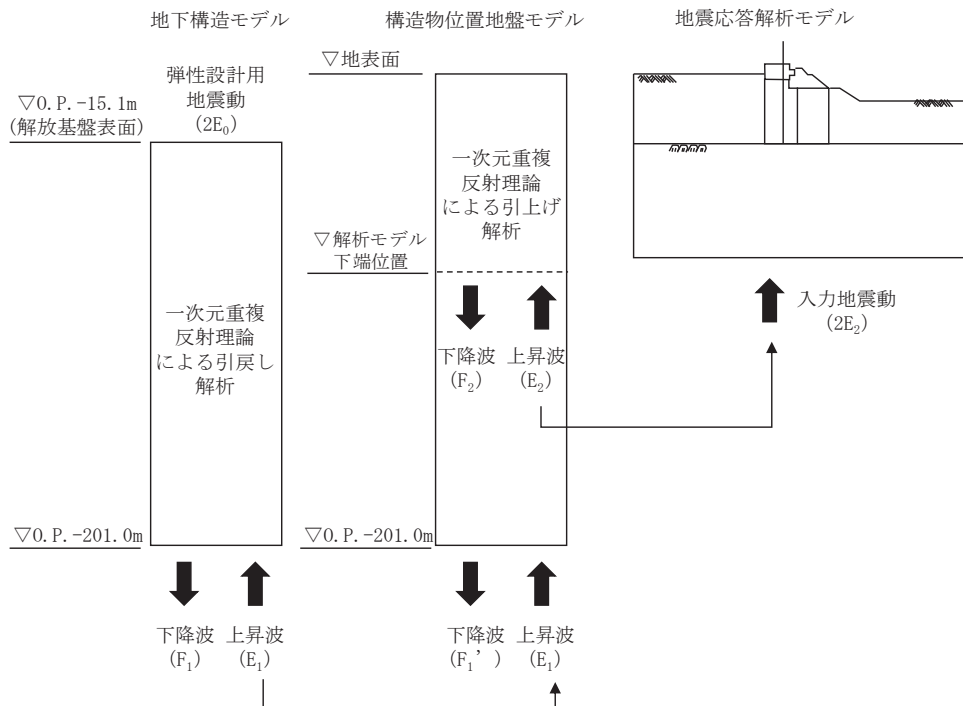 地下構造モデル
▽O.P.-15.1m
(解放基盤表面)
弾性設計用
地震動
(2E₀)
一次元重複
反射理論
による引戻し
解析
▽O.P.-201.0m
下降波
(F₁)
上昇波
(E₁)
構造物位置地盤モデル
▽地表面
一次元重複
反射理論
による引上げ
解析
▽解析モデル
下端位置
下降波
(F₂)
上昇波
(E₂)
▽O.P.-201.0m
下降波
(F₁’)
上昇波
(E₁)
地震応答解析モデル
入力地震動
(2E₂)